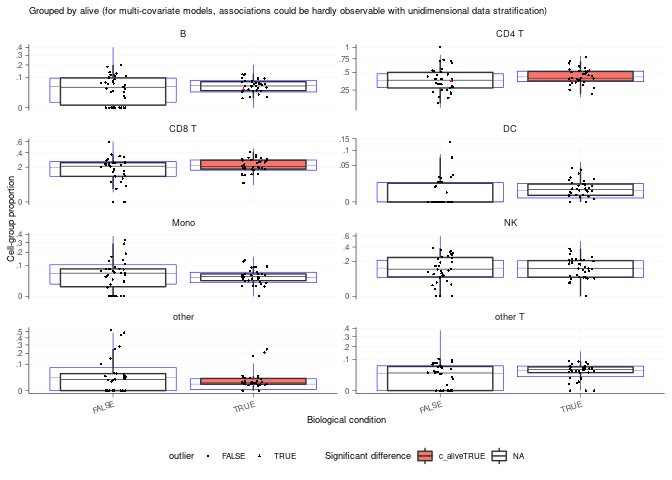 Grouped by alive (for multi-covariate models, associations could be hardly observable with unidimensional data stratification)
B
CD4 T
.4
.3
.2
.1
0
1
.75
.5
.25
CD8 T
DC
.6
.4
.2
0
.15
.1
.05
0
Mono
NK
.4
.3
.2
.1
0
.6
.4
.2
0
other
other T
.5
.4
.3
.2
.1
0
.4
.3
.2
.1
0
Cell-group proportion
FALSE
TRUE
FALSE
TRUE
Biological condition
outlier
FALSE
TRUE
Significant difference
c_aliveTRUE
NA